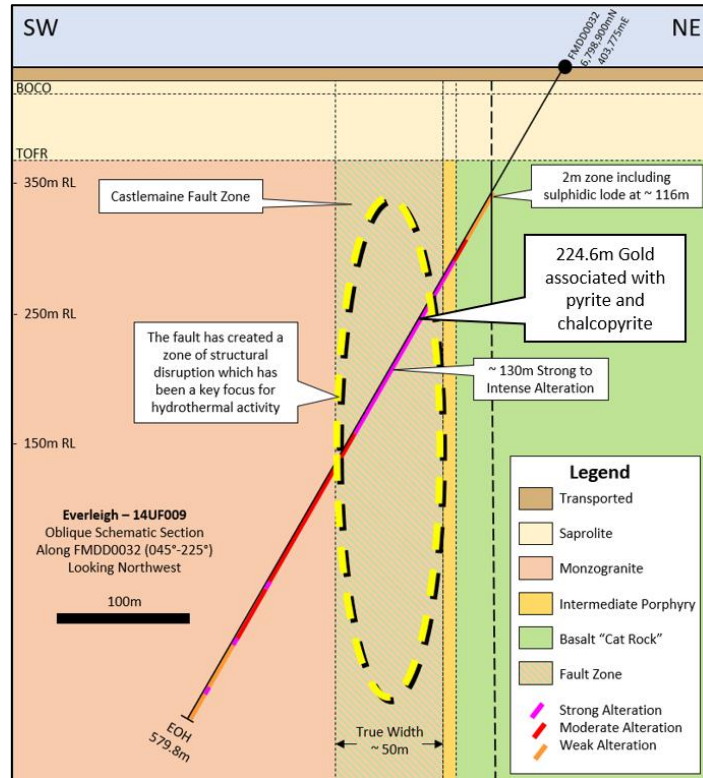 SW
NE
FMDD0032
6,798,900mN
403,775mE
BOCO
TOFR
350m RL
250m RL
150m RL
Castlemaine Fault Zone
2m zone including
sulphidic lode at ~ 116m
224.6m Gold
associated with
pyrite and
chalcopyrite
The fault has created a
zone of structural
disruption which has
been a key focus for
hydrothermal activity
~ 130m Strong to
Intense Alteration
Everleigh – 14UF009
Oblique Schematic Section
Along FMDD0032 (045°-225°)
Looking Northwest
100m
EOH
579.8m
True Width
~ 50m
Legend
Transported
Saprolite
Monzogranite
Intermediate Porphyry
Basalt “Cat Rock”
Fault Zone
Strong Alteration
Moderate Alteration
Weak Alteration